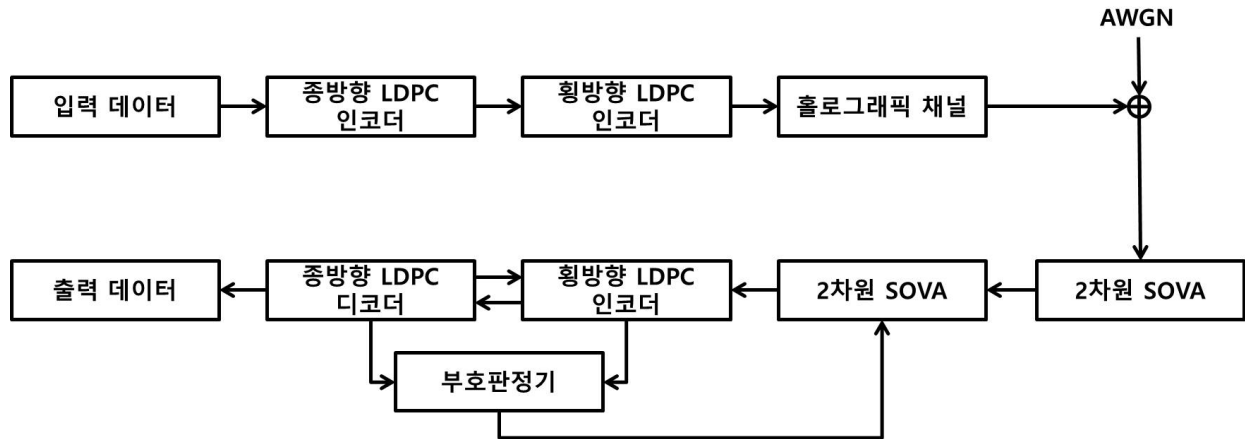 AWGN
입력 데이터
종방향 LDPC
인코더
횡방향 LDPC
인코더
홀로그래픽 채널
출력 데이터
종방향 LDPC
디코더
횡방향 LDPC
인코더
2차원 SOVA
2차원 SOVA
부호판정기